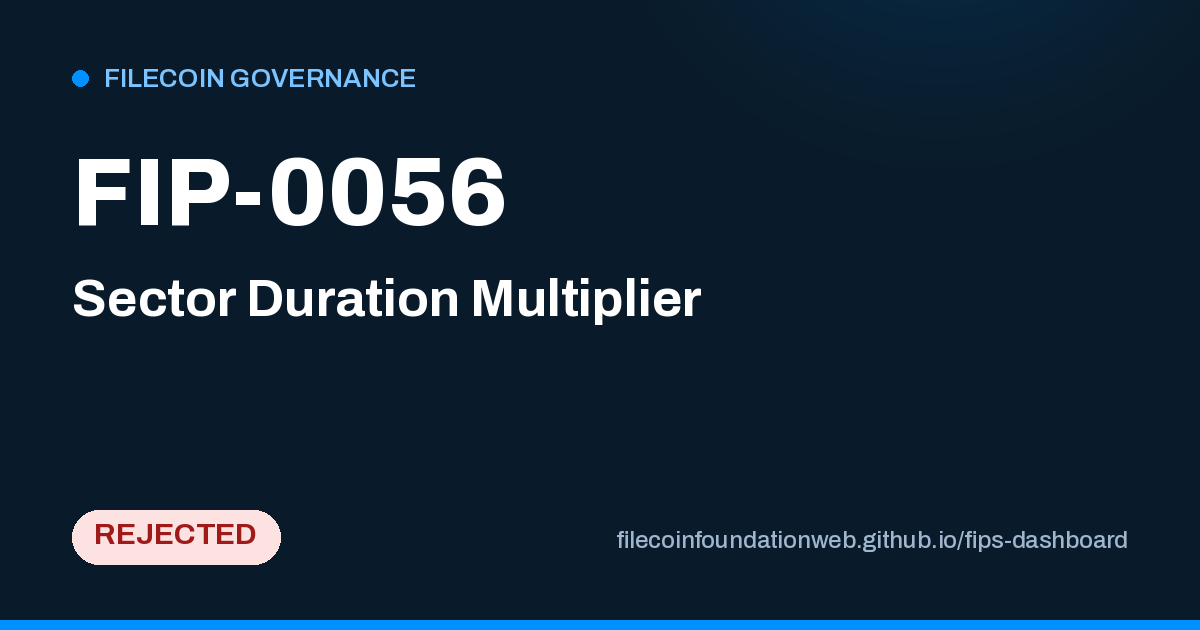 FILECOIN GOVERNANCE
FIP-0056
Sector Duration Multiplier
REJECTED
filecoinfoundationweb.github.io/fips-dashboard